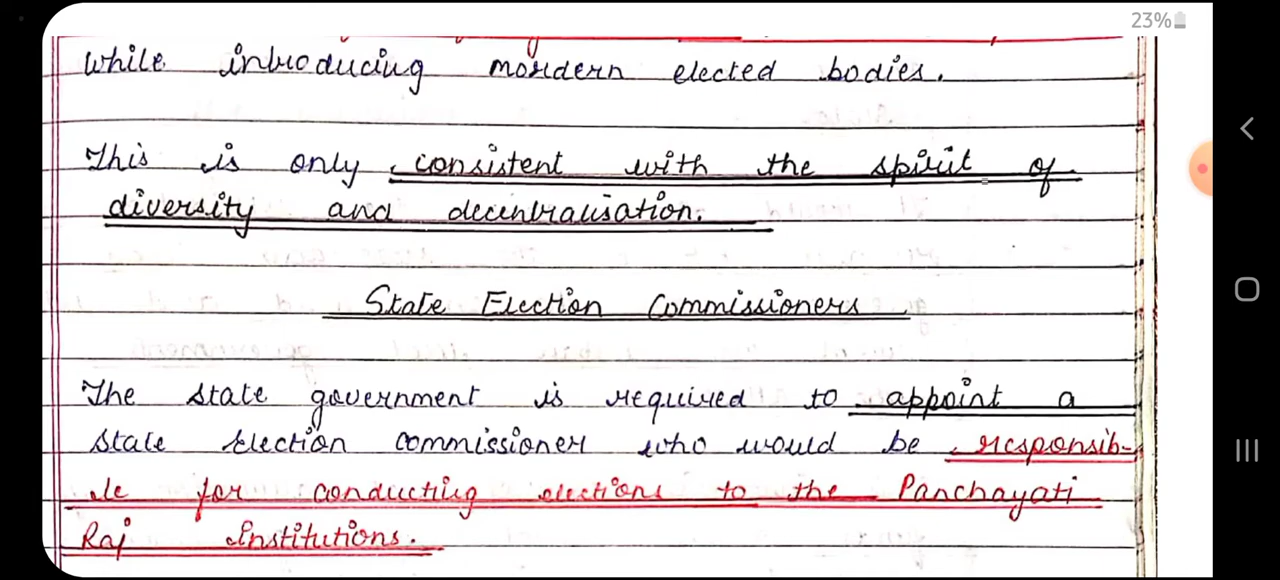 23%
while introducing mordern elected bodies.
This is only consistent with the spirit of
diversity and decentralisation.
State Election Commissioners
The state government is required to appoint a
state election commissioner who would be responsib-
le for conducting elections to the Panchayati
Raj Institutions.